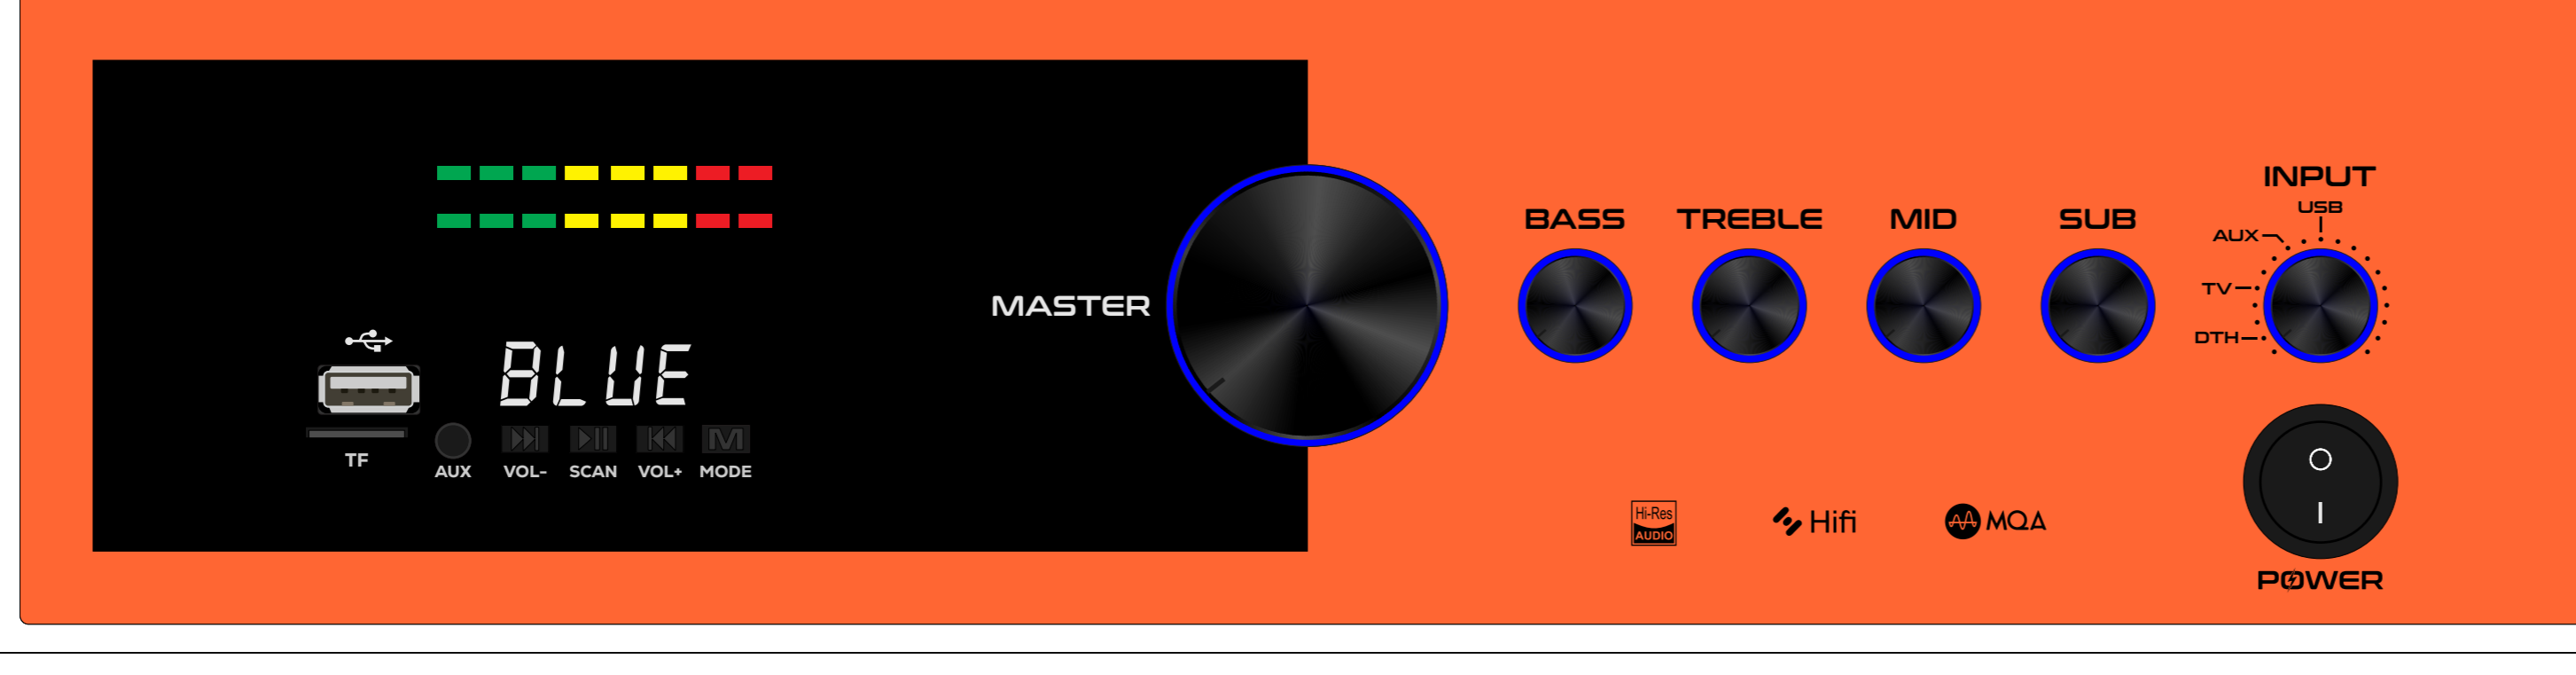 INPUT
USB
BASS
TREBLE
MID
SUB
AUX
TV
DTH
MASTER
BLUE
TF
AUX
VOL-
SCAN
VOL+
M
MODE
Hi-Res
AUDIO
Hifi
MQA
POWER